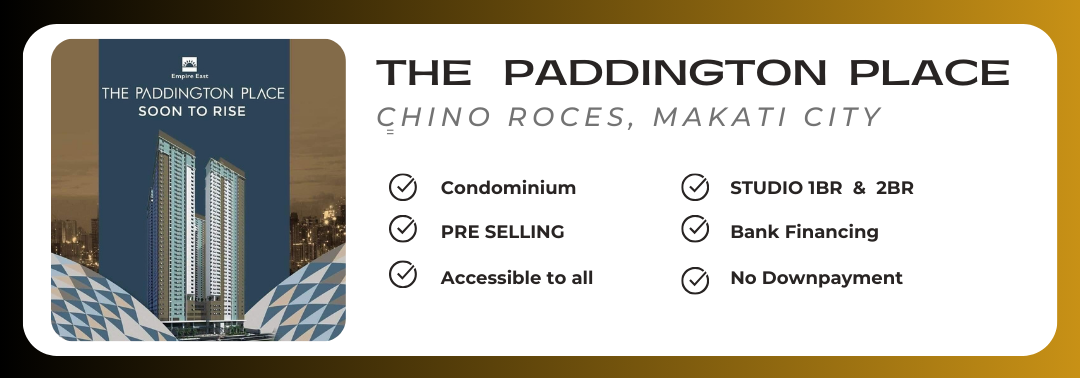 Empire East
THE PADDINGTON PLACE
SOON TO RISE
THE PADDINGTON PLACE
CHINO ROCES, MAKATI CITY
=
Condominium
PRE SELLING
Accessible to all
STUDIO 1BR & 2BR
Bank Financing
No Downpayment